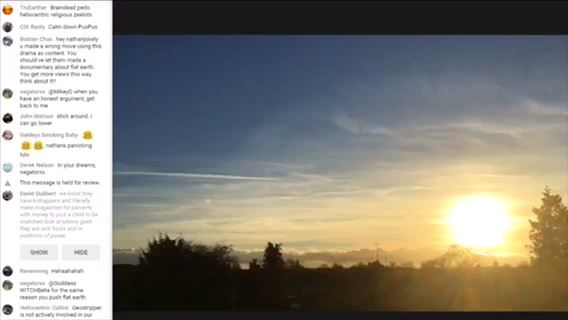 TruEarther Braindead pedo
heliocentric religious zealots
CGI Ranty Calm down PusPus
Bolster Chan hey nathanjokely
u made a wrong move using this
drama as content. You
should've let them made a
documentary about flat earth.
You get more views this way.
think about it!!
negatorxx @MikeyD when you
have an honest argument, get
back to me
John Watson stick around. i
can go lower
Oakleys Smoking Baby
nathans panicking
lolo
Derek Nelson In your dreams,
negatorxx.
This message is held for review.
David Guilbert we know they
have kidnappers and literally
make magazines for perverts
with money to pick a child to be
snatched look at johnny gosh
they are sick fucks and in
positions of power
SHOW HIDE
Ravenning Hahaahahah
negatorxx @Goddess
WITCHBella for the same
reason you push flat earth.
Heliocentric Cultist Geostripper
is not actively involved in our